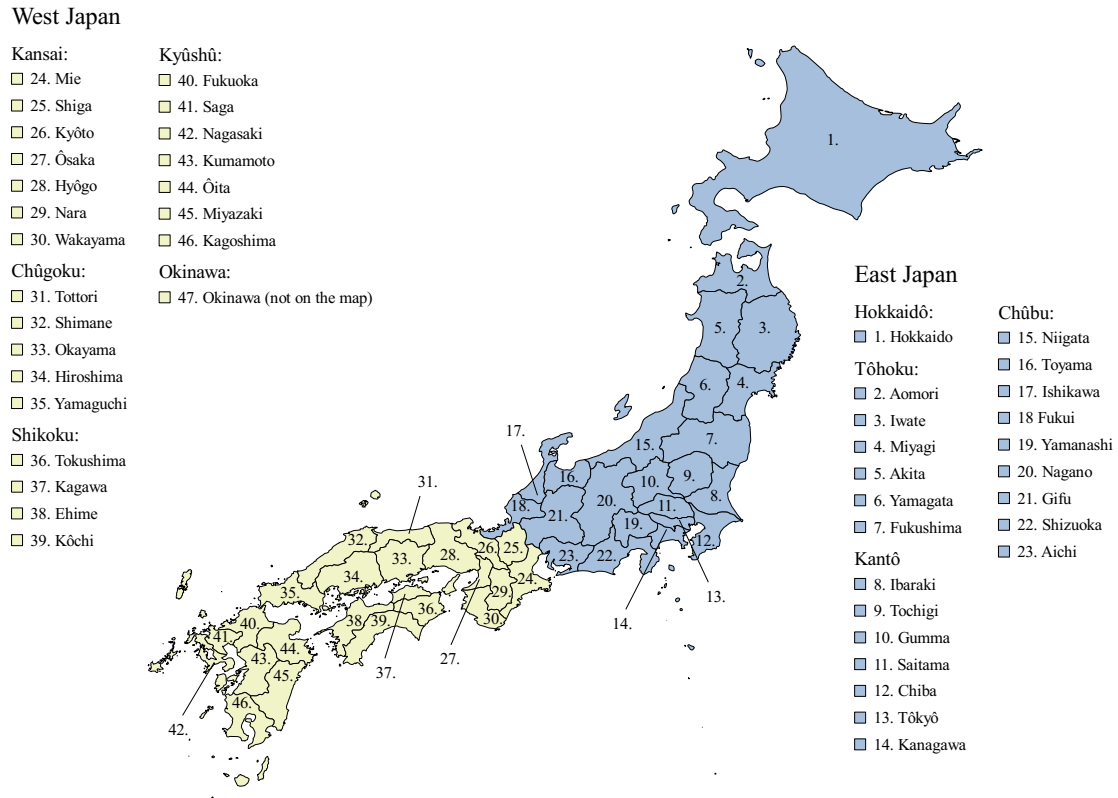 West Japan
Kansai:
24. Mie
25. Shiga
26. Kyôto
27. Ôsaka
28. Hyôgo
29. Nara
30. Wakayama
Chûgoku:
31. Tottori
32. Shimane
33. Okayama
34. Hiroshima
35. Yamaguchi
Shikoku:
36. Tokushima
37. Kagawa
38. Ehime
39. Kôchi
Kyûshû:
40. Fukuoka
41. Saga
42. Nagasaki
43. Kumamoto
44. Ôita
45. Miyazaki
46. Kagoshima
Okinawa:
47. Okinawa (not on the map)
East Japan
Hokkaidô:
1. Hokkaido
Tôhoku:
2. Aomori
3. Iwate
4. Miyagi
5. Akita
6. Yamagata
7. Fukushima
Kantô
8. Ibaraki
9. Tochigi
10. Gumma
11. Saitama
12. Chiba
13. Tôkyô
14. Kanagawa
Chûbu:
15. Niigata
16. Toyama
17. Ishikawa
18 Fukui
19. Yamanashi
20. Nagano
21. Gifu
22. Shizuoka
23. Aichi
1.
2.
5.
3.
6.
4.
17.
15.
7.
16.
10.
9.
31.
20.
8.
18.
21.
11.
19.
32.
33.
28.
26.
25.
23.
22.
12.
34.
24.
35.
29.
13.
36.
40.
38.
39.
30.
14.
41.
44.
43.
27.
37.
45.
46.
42.